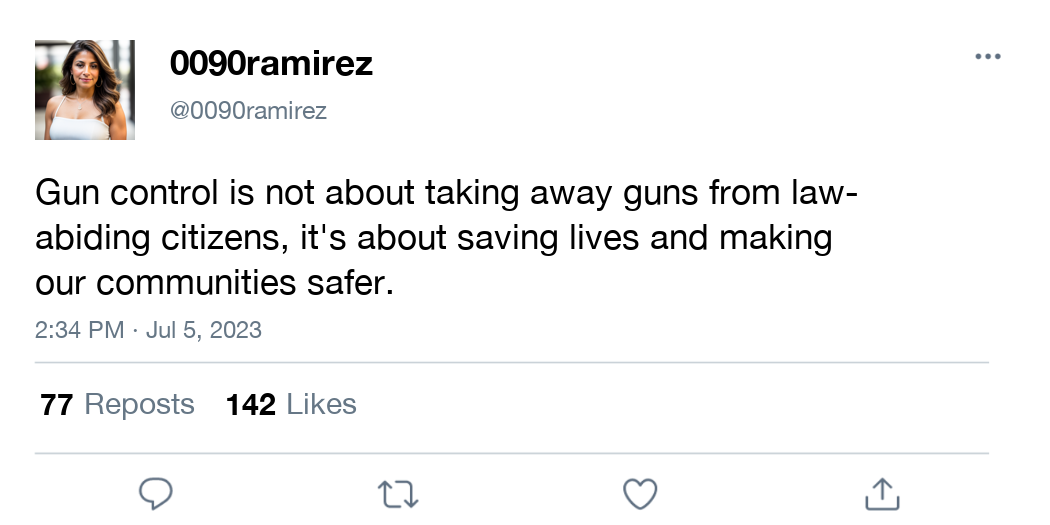 0090ramirez
@0090ramirez
Gun control is not about taking away guns from law-
abiding citizens, it's about saving lives and making
our communities safer.
2:34 PM · Jul 5, 2023
77 Reposts 142 Likes